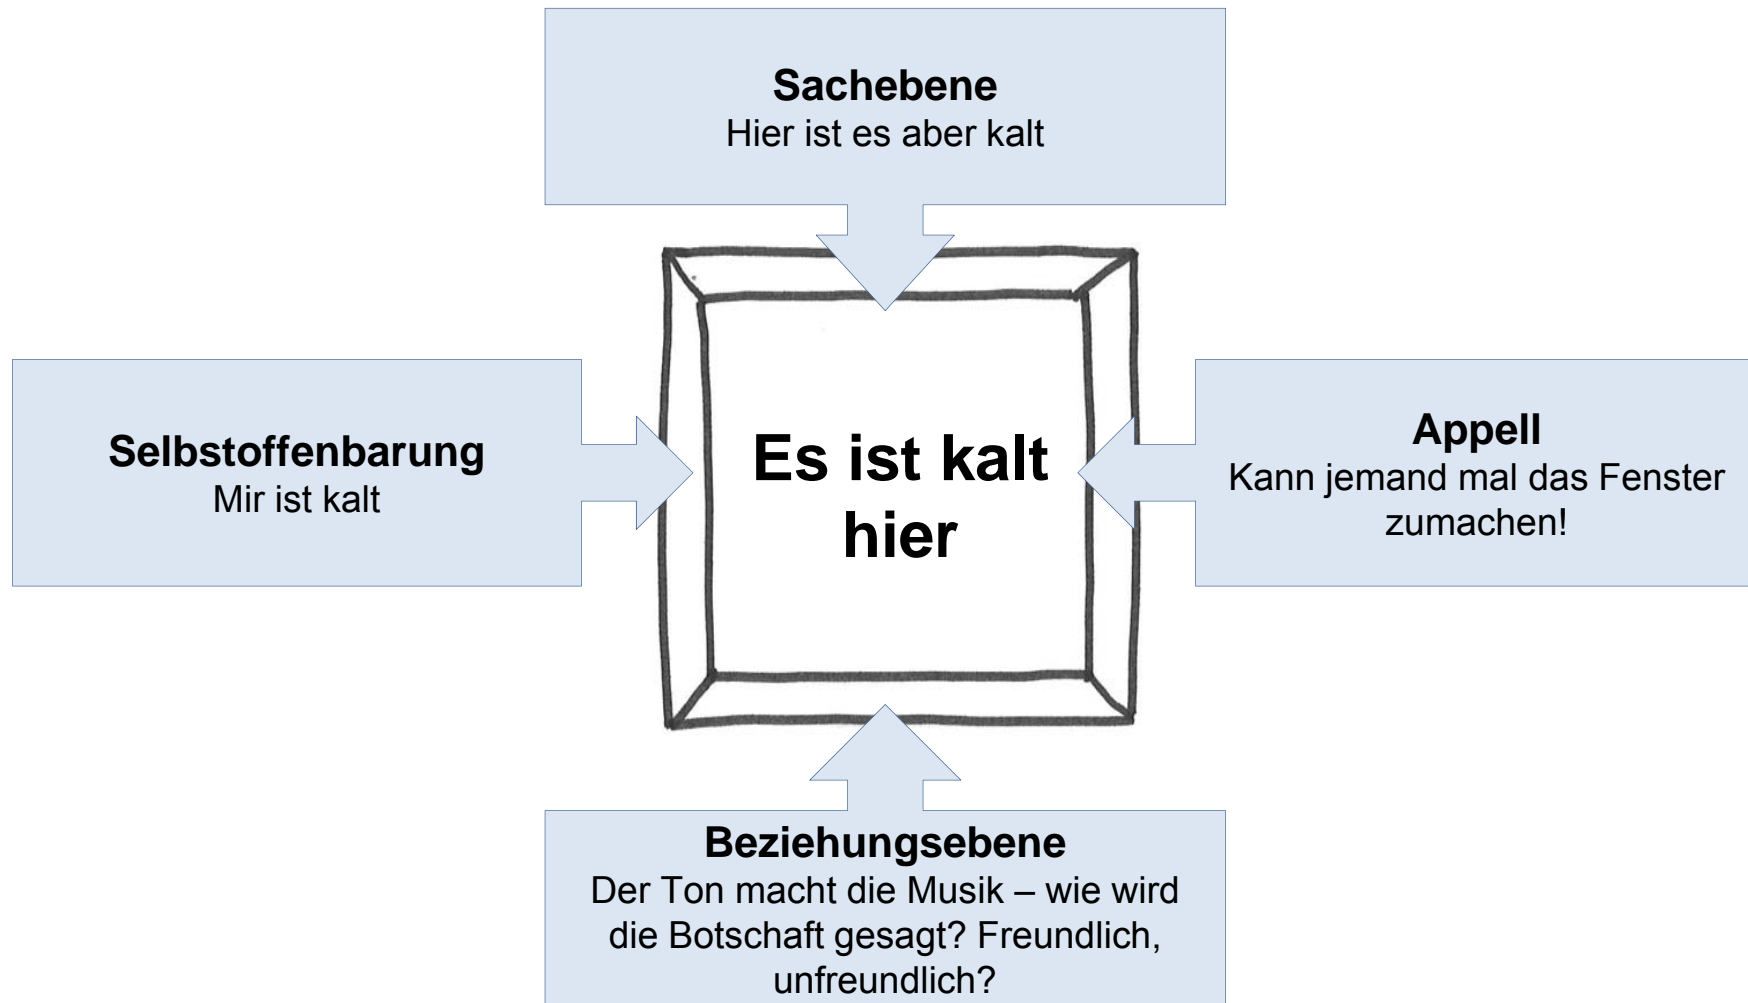 Sachebene
Hier ist es aber kalt
Selbstoffenbarung
Mir ist kalt
Es ist kalt
hier
Appell
Kann jemand mal das Fenster
zumachen!
Beziehungsebene
Der Ton macht die Musik – wie wird
die Botschaft gesagt? Freundlich,
unfreundlich?